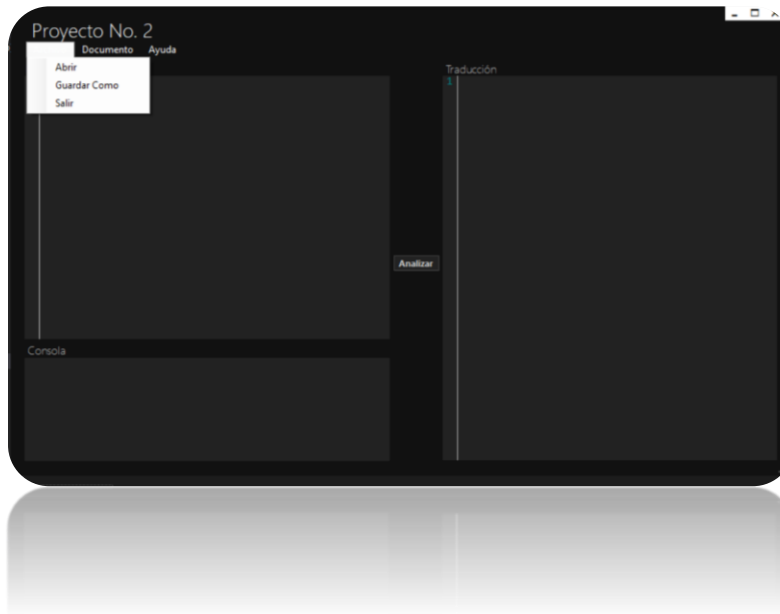 Proyecto No. 2
Documento Ayuda
Abrir
Guardar Como
Salir
Traducción
1
Analizar
Consola